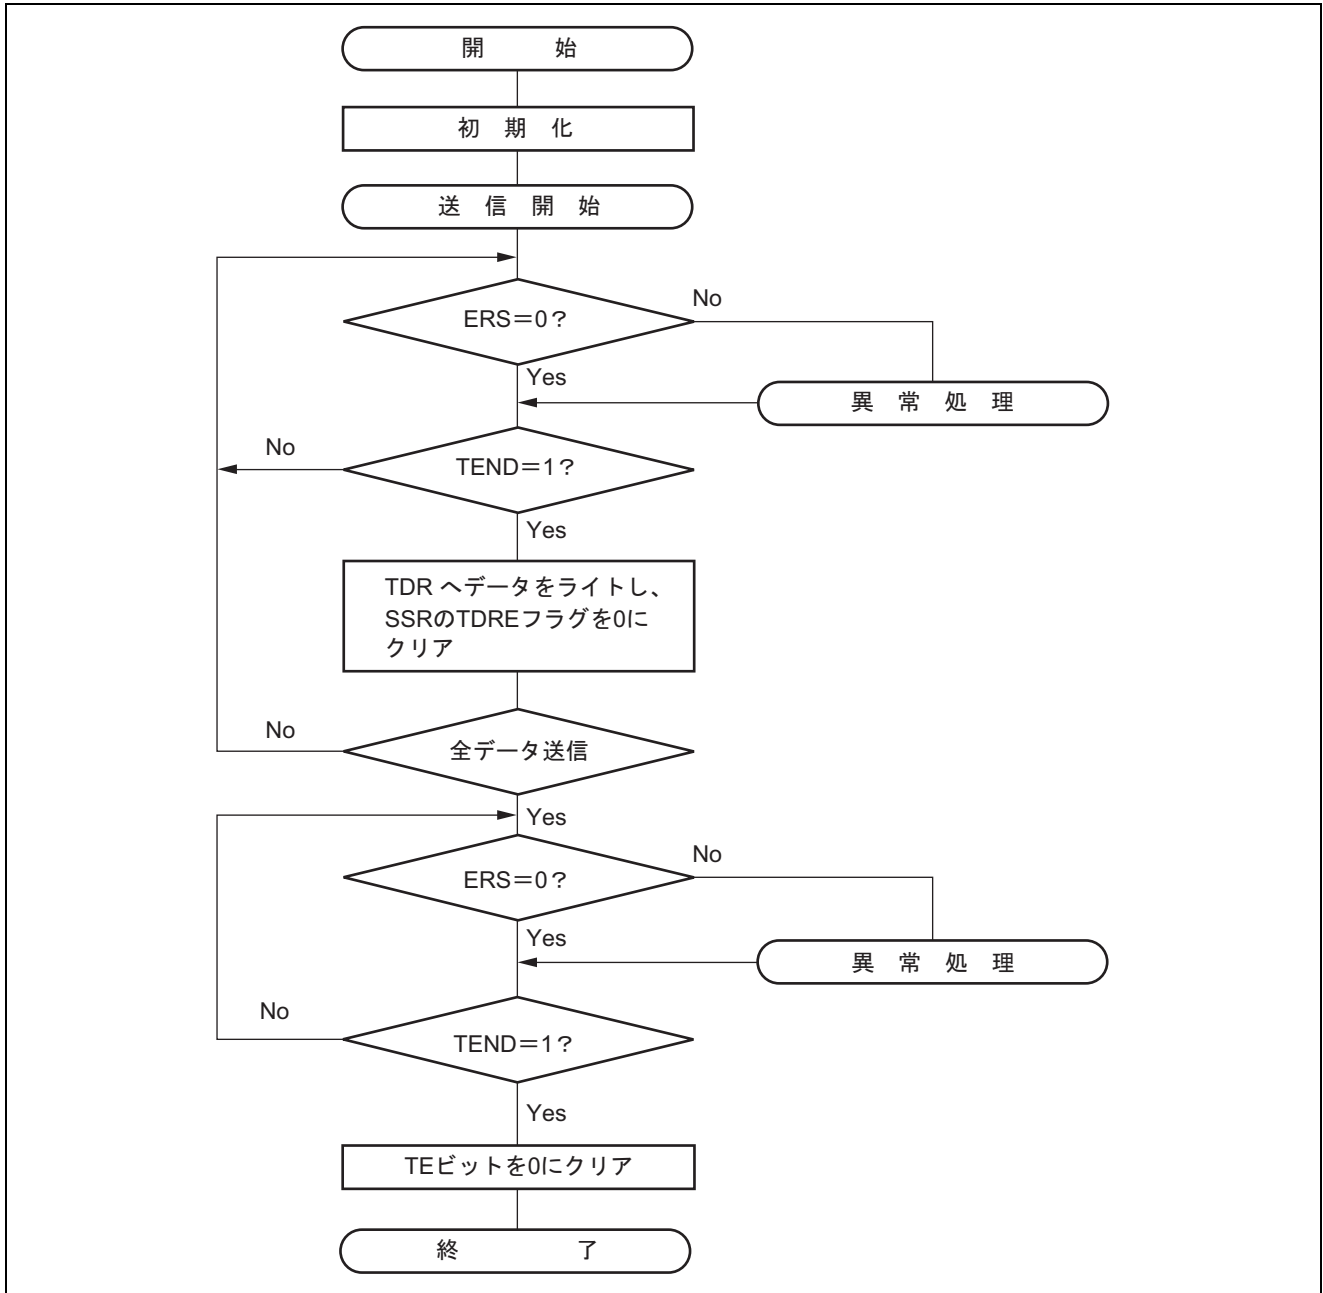 開始
初期化
送信開始
ERS=0?
No
Yes
異常処理
No
TEND=1?
Yes
TDR へデータをライトし、
SSRのTDREフラグを0に
クリア
No
全データ送信
Yes
ERS=0?
No
Yes
異常処理
No
TEND=1?
Yes
TEビットを0にクリア
終了